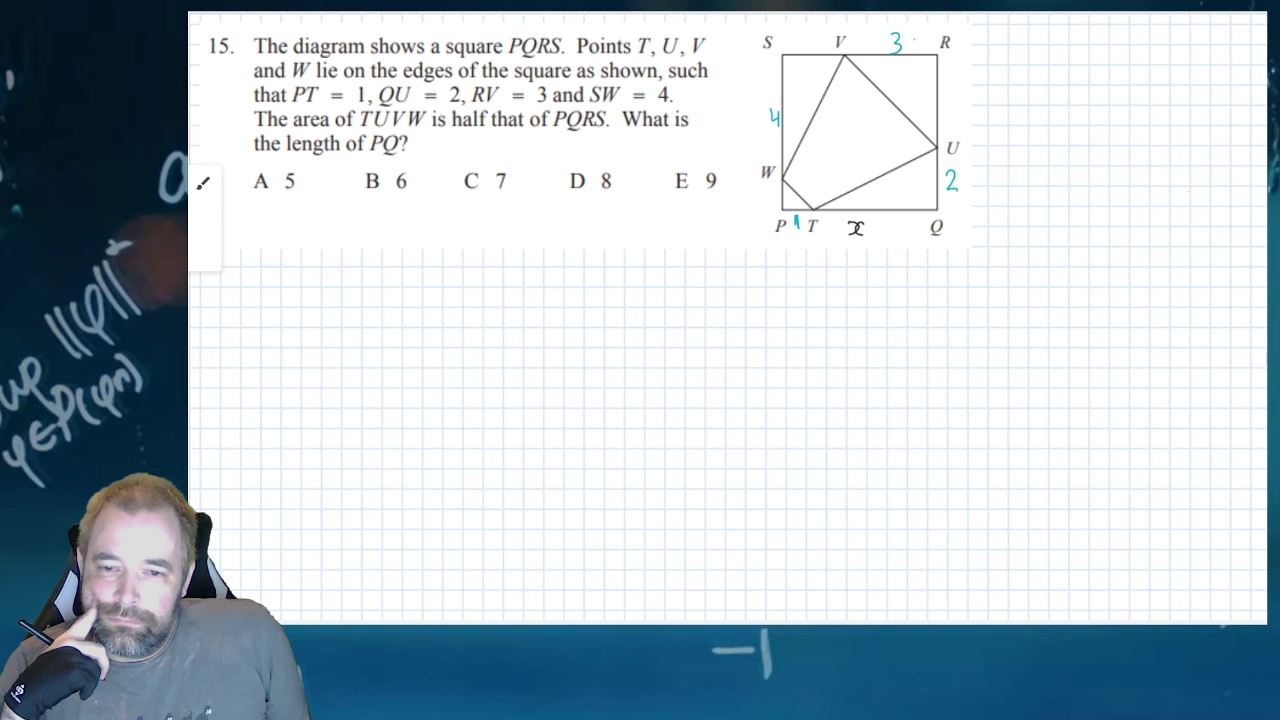 15. The diagram shows a square PQRS. Points T, U, V
and W lie on the edges of the square as shown, such
that PT = 1, QU = 2, RV = 3 and SW = 4.
The area of TUVW is half that of PQRS. What is
the length of PQ?
A 5 B 6 C 7 D 8 E 9
S V 3 R
4
W U
2
P 1 T x Q
||φ||
φ∈P(φn)
-1